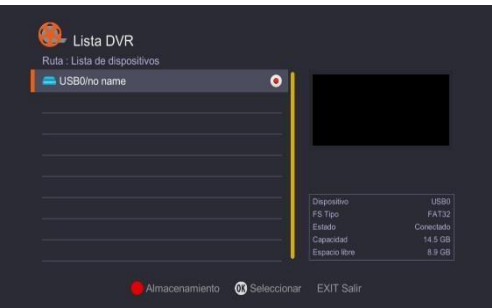 Lista DVR
Ruta : Lista de dispositivos
USB0/no name
Dispositivo USB0
FS Tipo FAT32
Estado Conectado
Capacidad 14.5 GB
Espacio libre 8.9 GB
Almacenamiento OK Seleccionar EXIT Salir